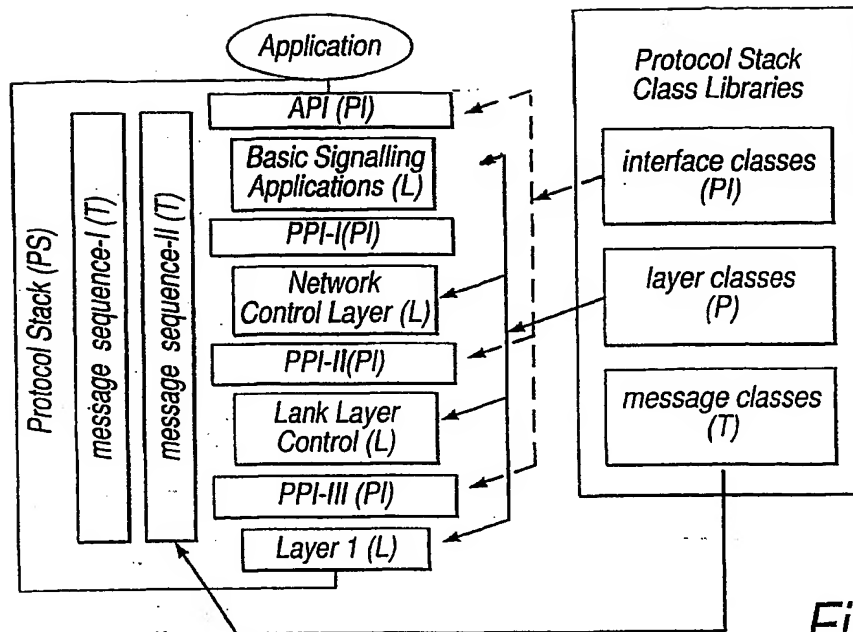 Application
API (PI)
Basic Signalling
Applications (L)
PPI-I(PI)
Network
Control Layer (L)
PPI-II(PI)
Lank Layer
Control (L)
PPI-III (PI)
Layer 1 (L)
Protocol Stack (PS)
message sequence-I (T)
message sequence-II (T)
Protocol Stack
Class Libraries
interface classes
(PI)
layer classes
(P)
message classes
(T)
Fi